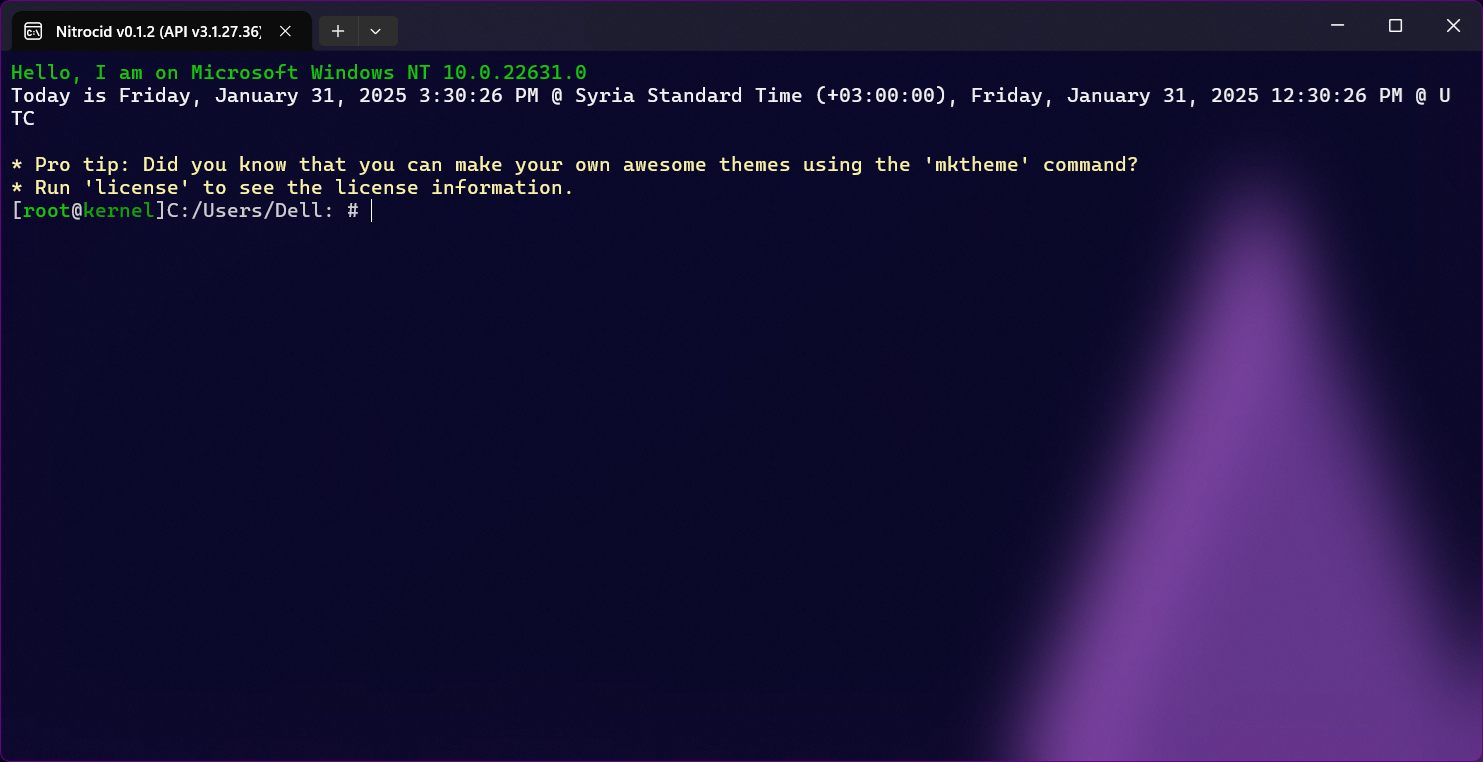 Nitrocid v0.1.2 (API v3.1.27.36)
Hello, I am on Microsoft Windows NT 10.0.22631.0
Today is Friday, January 31, 2025 3:30:26 PM @ Syria Standard Time (+03:00:00), Friday, January 31, 2025 12:30:26 PM @ U
TC
* Pro tip: Did you know that you can make your own awesome themes using the 'mktheme' command?
* Run 'license' to see the license information.
[root@kernel]C:/Users/Dell: #